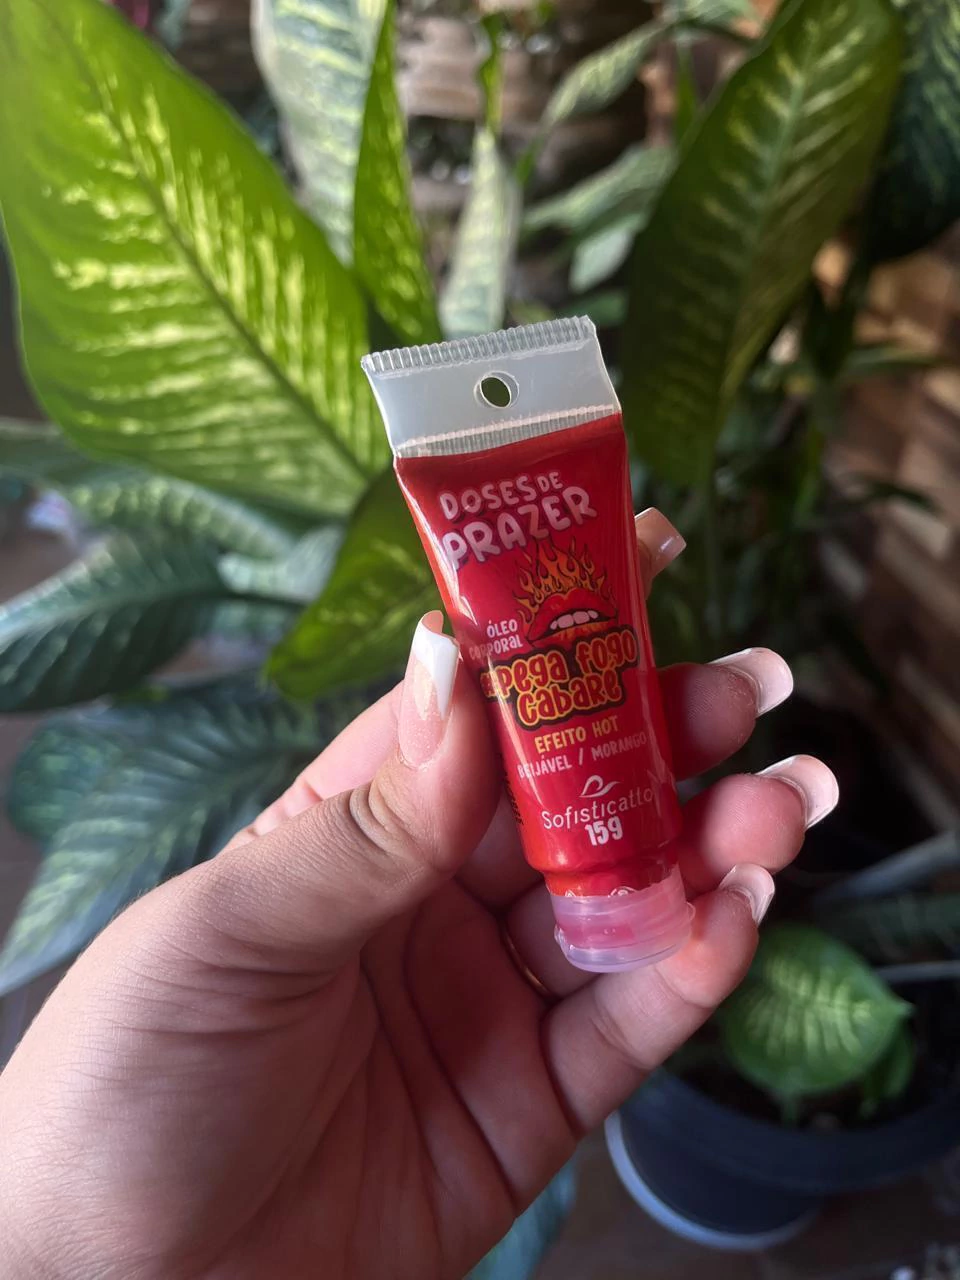 DOSES DE
PRAZER
ÓLEO
CORPORAL
pega fogo
Cabaré
EFEITO HOT
BEIJÁVEL / MORANGO
Sofisticatto
15g